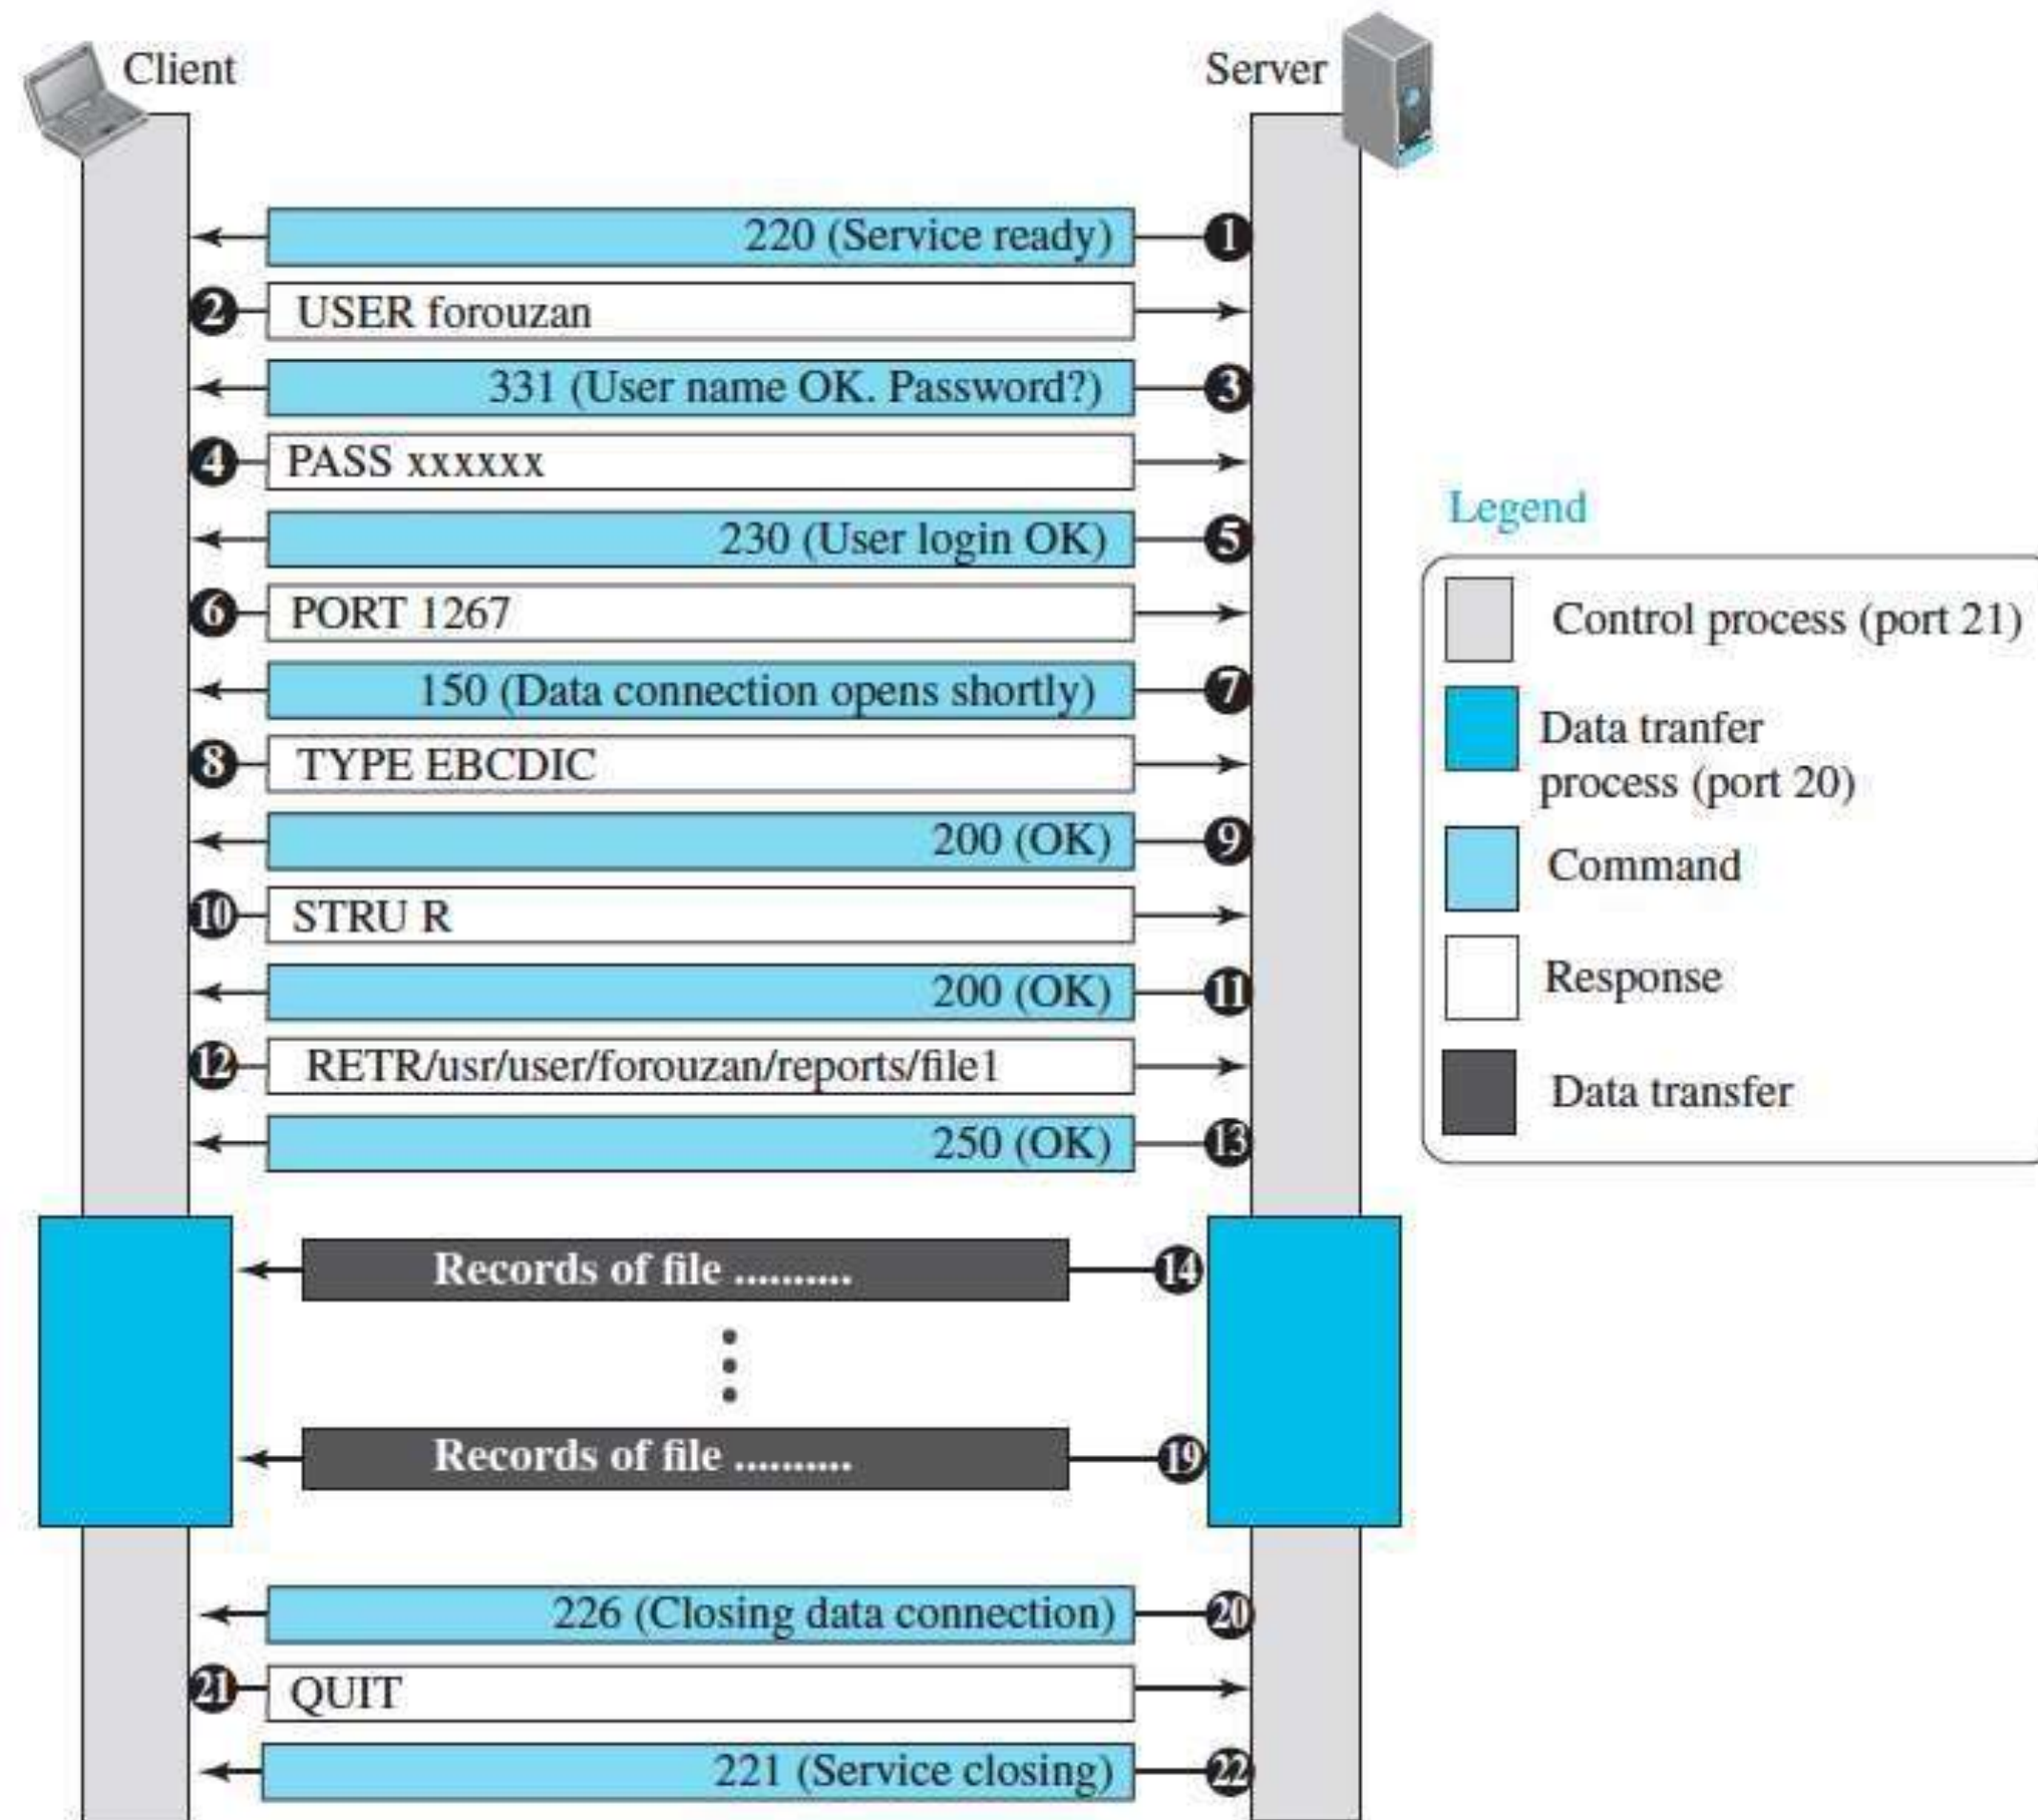 Client
Server
220 (Service ready)
1
2
USER forouzan
331 (User name OK. Password?)
3
4
PASS xxxxxx
230 (User login OK)
5
6
PORT 1267
150 (Data connection opens shortly)
7
8
TYPE EBCDIC
200 (OK)
9
10
STRU R
200 (OK)
11
12
RETR/usr/user/forouzan/reports/file1
250 (OK)
13
Records of file ..........
14
Records of file ..........
19
226 (Closing data connection)
20
21
QUIT
221 (Service closing)
22
Legend
Control process (port 21)
Data tranfer
process (port 20)
Command
Response
Data transfer